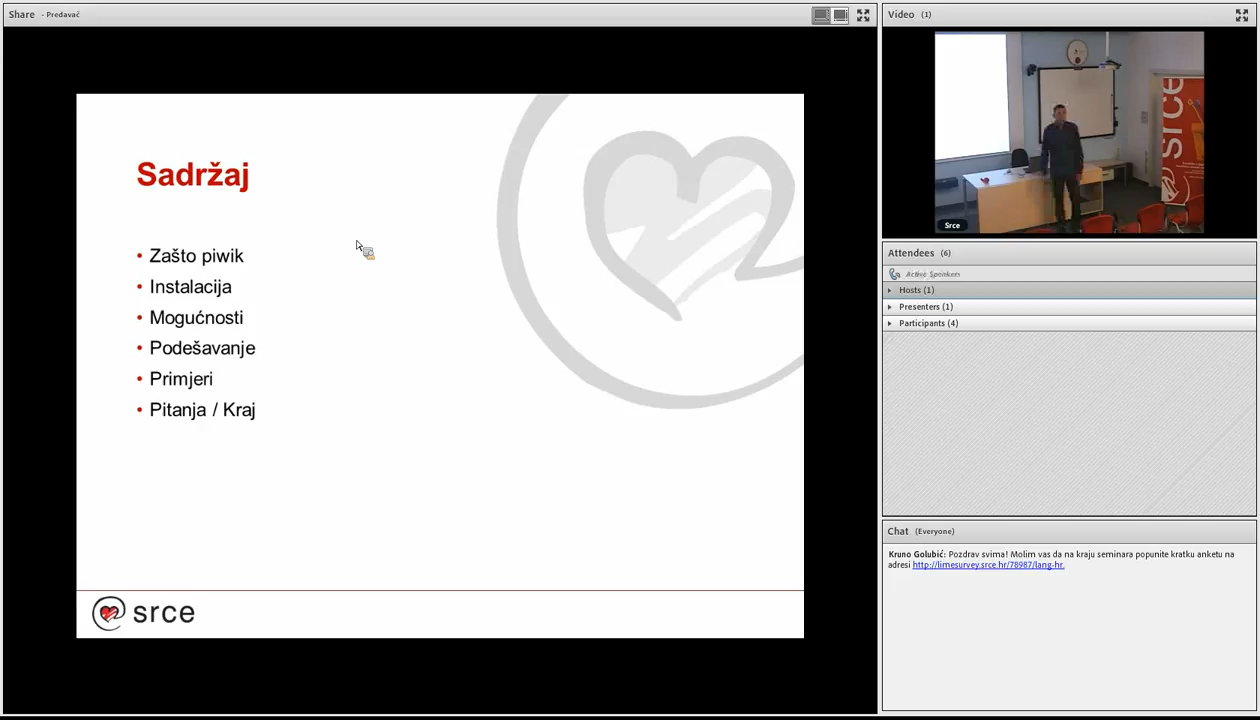 Share - Predavač
Sadržaj
• Zašto piwik
• Instalacija
• Mogućnosti
• Podešavanje
• Primjeri
• Pitanja / Kraj
srce
Video (1)
srce
Srce
Attendees (6)
Active Speakers
Hosts (1)
Presenters (1)
Participants (4)
Chat (Everyone)
Kruno Golubić: Pozdrav svima! Molim vas da na kraju seminara popunite kratku anketu na
adresi http://limesurvey.srce.hr/78987/lang-hr.